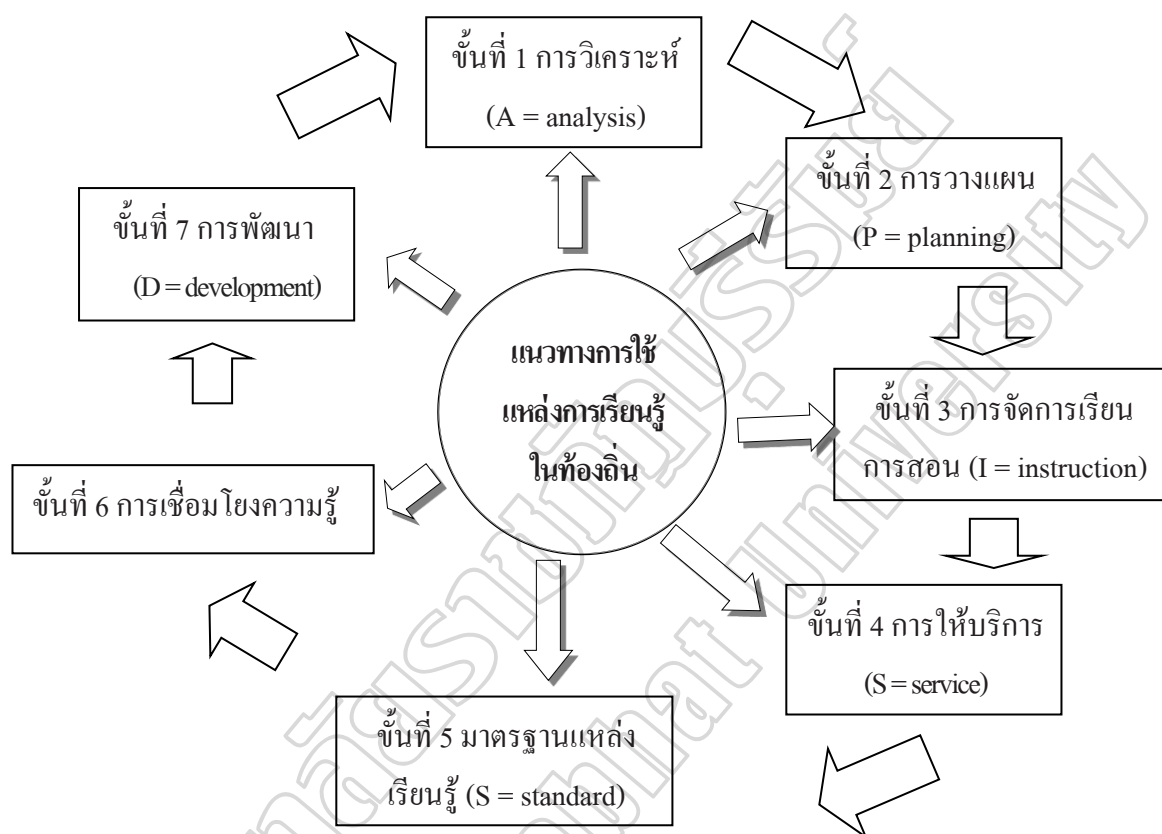 ขั้นที่ 1 การวิเคราะห์
(A = analysis)
ขั้นที่ 2 การวางแผน
(P = planning)
ขั้นที่ 3 การจัดการเรียน
การสอน (I = instruction)
ขั้นที่ 4 การให้บริการ
(S = service)
ขั้นที่ 5 มาตรฐานแหล่ง
เรียนรู้ (S = standard)
ขั้นที่ 6 การเชื่อมโยงความรู้
ขั้นที่ 7 การพัฒนา
(D = development)
แนวทางการใช้
แหล่งการเรียนรู้
ในท้องถิ่น
University